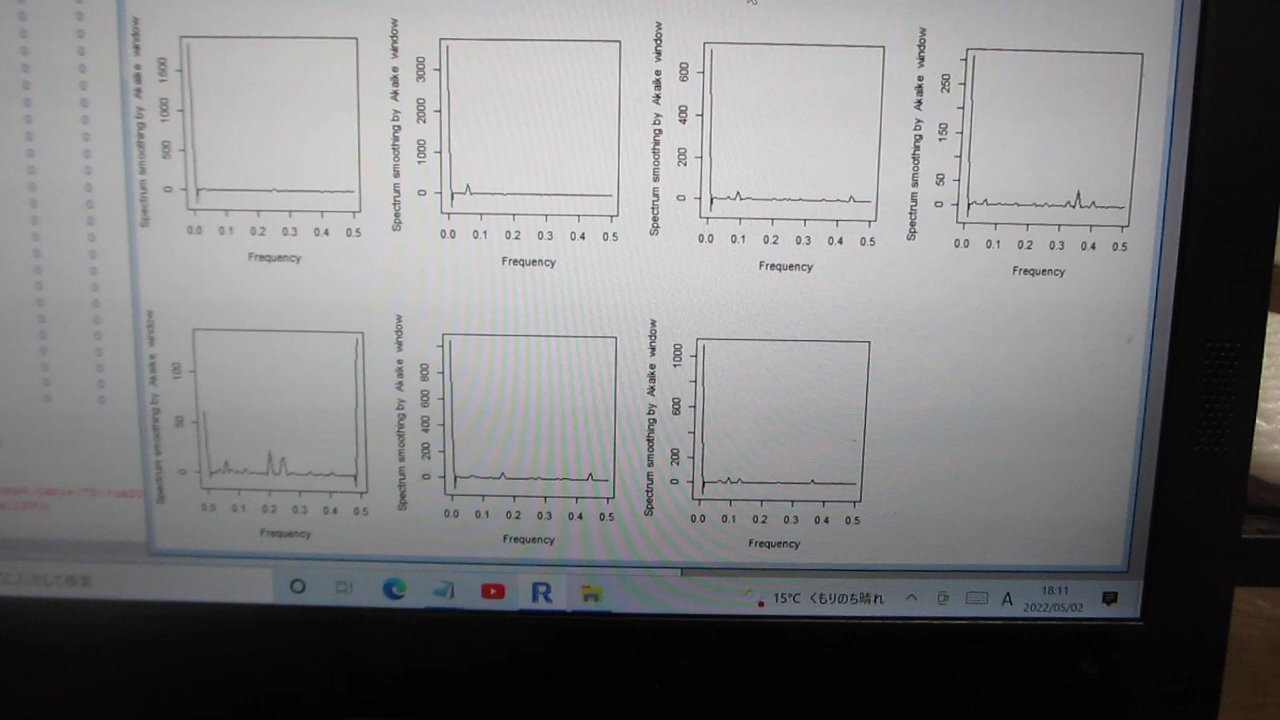 Spectrum smoothing by Akaike window
0 500 1000 1500
0.0 0.1 0.2 0.3 0.4 0.5
Frequency
Spectrum smoothing by Akaike window
0 1000 2000 3000
0.0 0.1 0.2 0.3 0.4 0.5
Frequency
Spectrum smoothing by Akaike window
0 200 400 600
0.0 0.1 0.2 0.3 0.4 0.5
Frequency
Spectrum smoothing by Akaike window
0 50 150 250
0.0 0.1 0.2 0.3 0.4 0.5
Frequency
Spectrum smoothing by Akaike window
0 50 100
0.0 0.1 0.2 0.3 0.4 0.5
Frequency
Spectrum smoothing by Akaike window
0 200 400 600 800
0.0 0.1 0.2 0.3 0.4 0.5
Frequency
Spectrum smoothing by Akaike window
0 200 600 1000
0.0 0.1 0.2 0.3 0.4 0.5
Frequency
に入力して検索
R
15°C くもりのち晴れ
A
18:11
2022/05/02